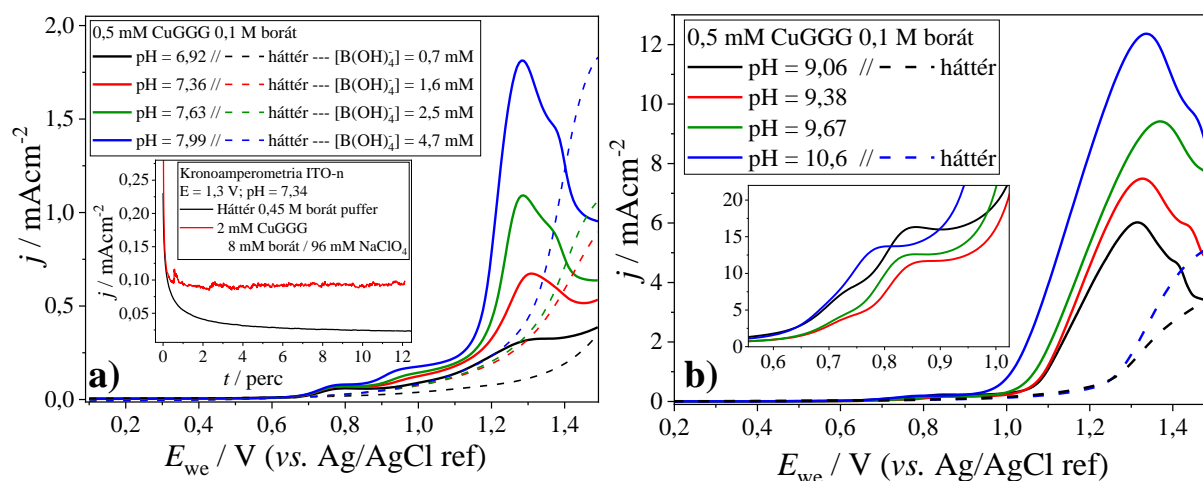 0,5 mM CuGGG 0,1 M borát
pH = 6,92 // háttér --- [B(OH)₄⁻] = 0,7 mM
pH = 7,36 // háttér --- [B(OH)₄⁻] = 1,6 mM
pH = 7,63 // háttér --- [B(OH)₄⁻] = 2,5 mM
pH = 7,99 // háttér --- [B(OH)₄⁻] = 4,7 mM
Kronoamperometria ITO-n
E = 1,3 V; pH = 7,34
Háttér 0,45 M borát puffer
2 mM CuGGG
8 mM borát / 96 mM NaClO₄
0,25
0,20
0,15
0,10
0,05
j / mAcm⁻²
0 2 4 6 8 10 12
t / perc
2,0
1,5
1,0
0,5
0,0
j / mAcm⁻²
a)
0,2 0,4 0,6 0,8 1,0 1,2 1,4
E_we / V (vs. Ag/AgCl ref)
0,5 mM CuGGG 0,1 M borát
pH = 9,06 // háttér
pH = 9,38
pH = 9,67
pH = 10,6 // háttér
20
15
10
5
0
0,6 0,7 0,8 0,9 1,0
12
10
8
6
4
2
0
j / mAcm⁻²
b)
0,2 0,4 0,6 0,8 1,0 1,2 1,4
E_we / V (vs. Ag/AgCl ref)